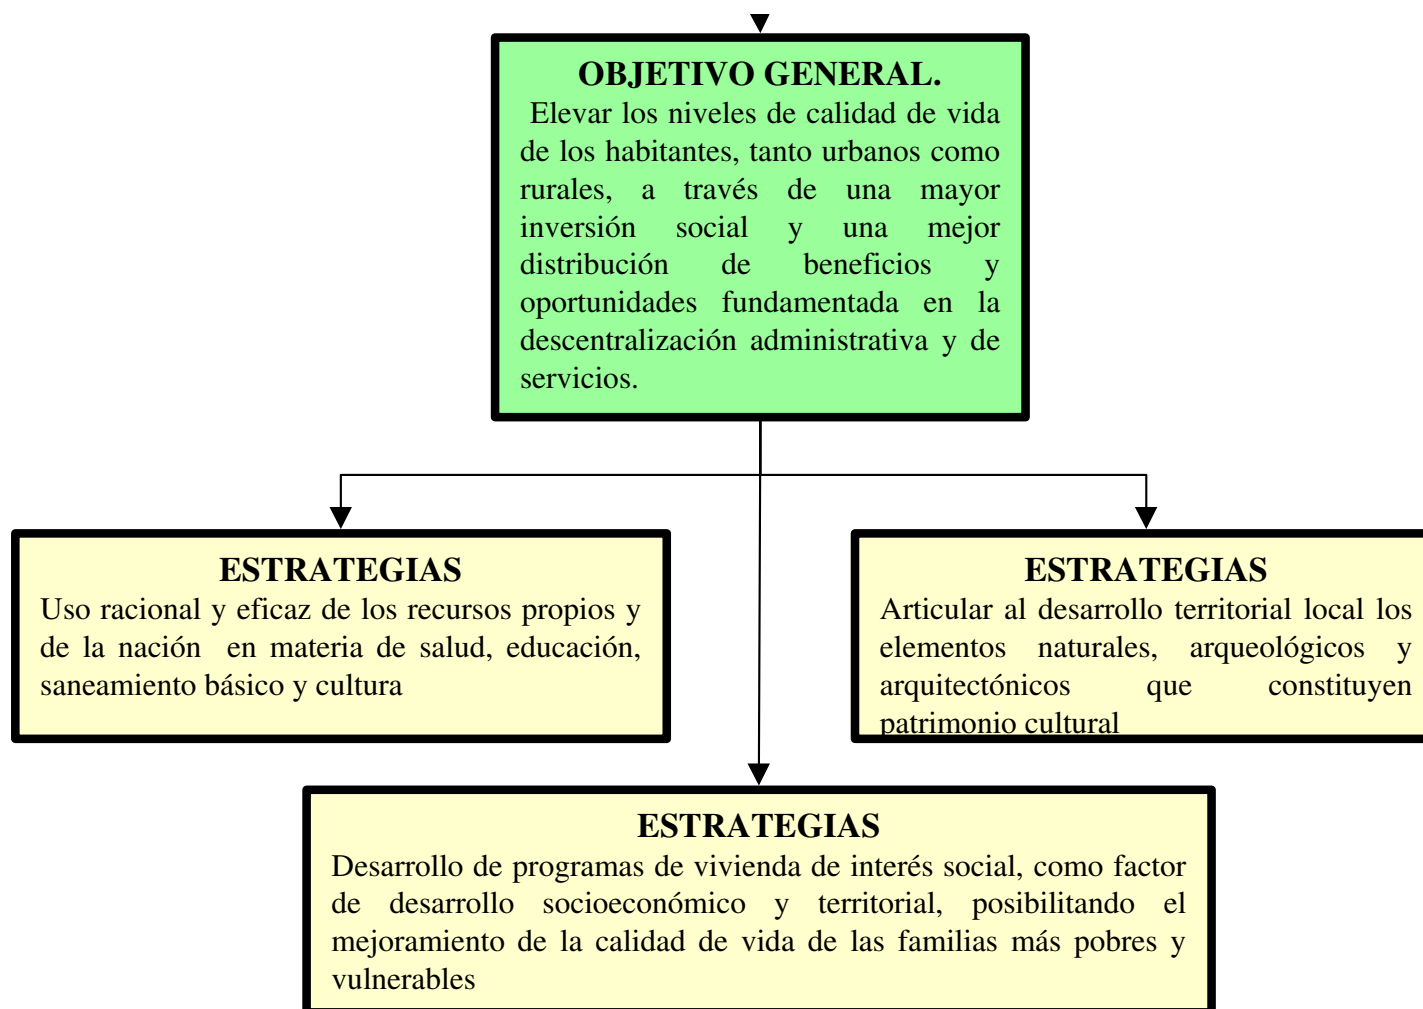 OBJETIVO GENERAL.
Elevar los niveles de calidad de vida
de los habitantes, tanto urbanos como
rurales, a través de una mayor
inversión social y una mejor
distribución de beneficios y
oportunidades fundamentada en la
descentralización administrativa y de
servicios.
ESTRATEGIAS
Uso racional y eficaz de los recursos propios y
de la nación en materia de salud, educación,
saneamiento básico y cultura
ESTRATEGIAS
Articular al desarrollo territorial local los
elementos naturales, arqueológicos y
arquitectónicos que constituyen
patrimonio cultural
ESTRATEGIAS
Desarrollo de programas de vivienda de interés social, como factor
de desarrollo socioeconómico y territorial, posibilitando el
mejoramiento de la calidad de vida de las familias más pobres y
vulnerables